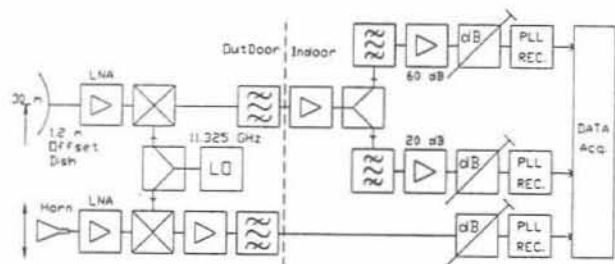 OutDoor Indoor
LNA
60 dB
dB
PLL
REC.
1.2 m
Offset
Dish
11.325 GHz
LO
20 dB
dB
PLL
REC.
DATA
Acq.
Horn
LNA
dB
PLL
REC.